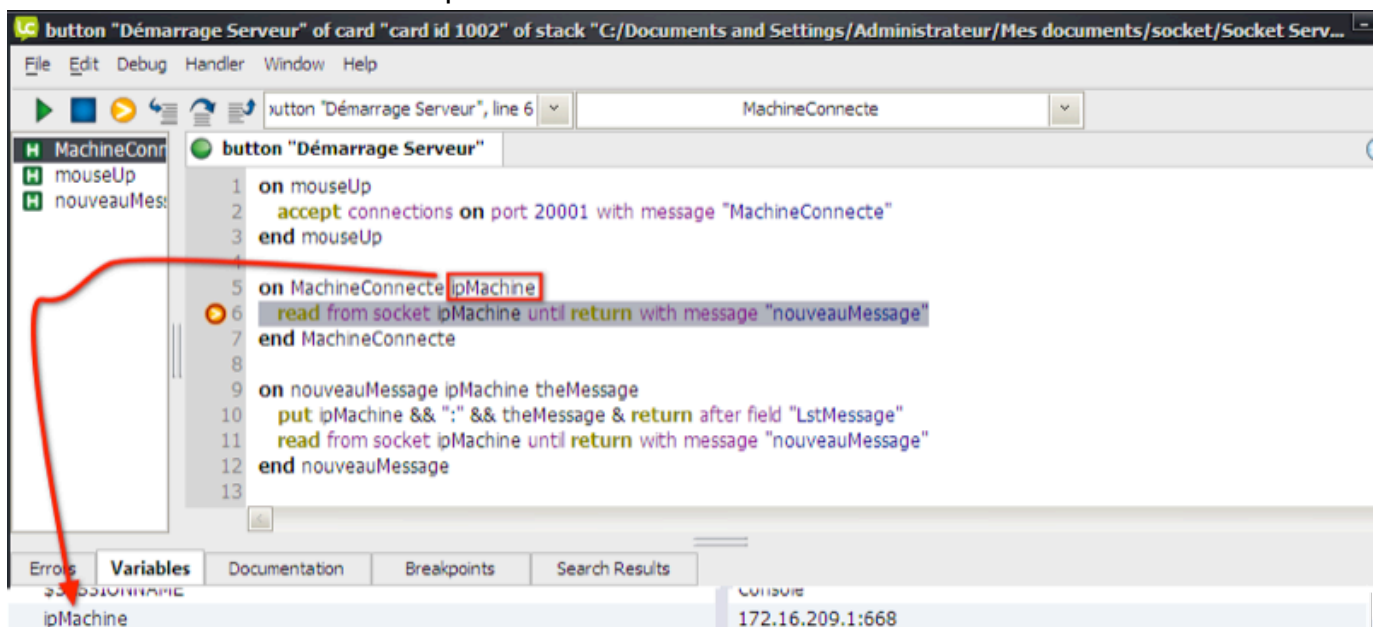 button "Démarrage Serveur" of card "card id 1002" of stack "C:/Documents and Settings/Administrateur/Mes documents/socket/Socket Serv...
File Edit Debug Handler Window Help
utton "Démarrage Serveur", line 6 MachineConnecte
MachineConn
mouseUp
nouveauMess
button "Démarrage Serveur"
1 on mouseUp
2 accept connections on port 20001 with message "MachineConnecte"
3 end mouseUp
4
5 on MachineConnecte ipMachine
6 read from socket ipMachine until return with message "nouveauMessage"
7 end MachineConnecte
8
9 on nouveauMessage ipMachine theMessage
10 put ipMachine && ":" && theMessage & return after field "LstMessage"
11 read from socket ipMachine until return with message "nouveauMessage"
12 end nouveauMessage
13
Errors Variables Documentation Breakpoints Search Results
$SESSIONNAME Console
ipMachine 172.16.209.1:668